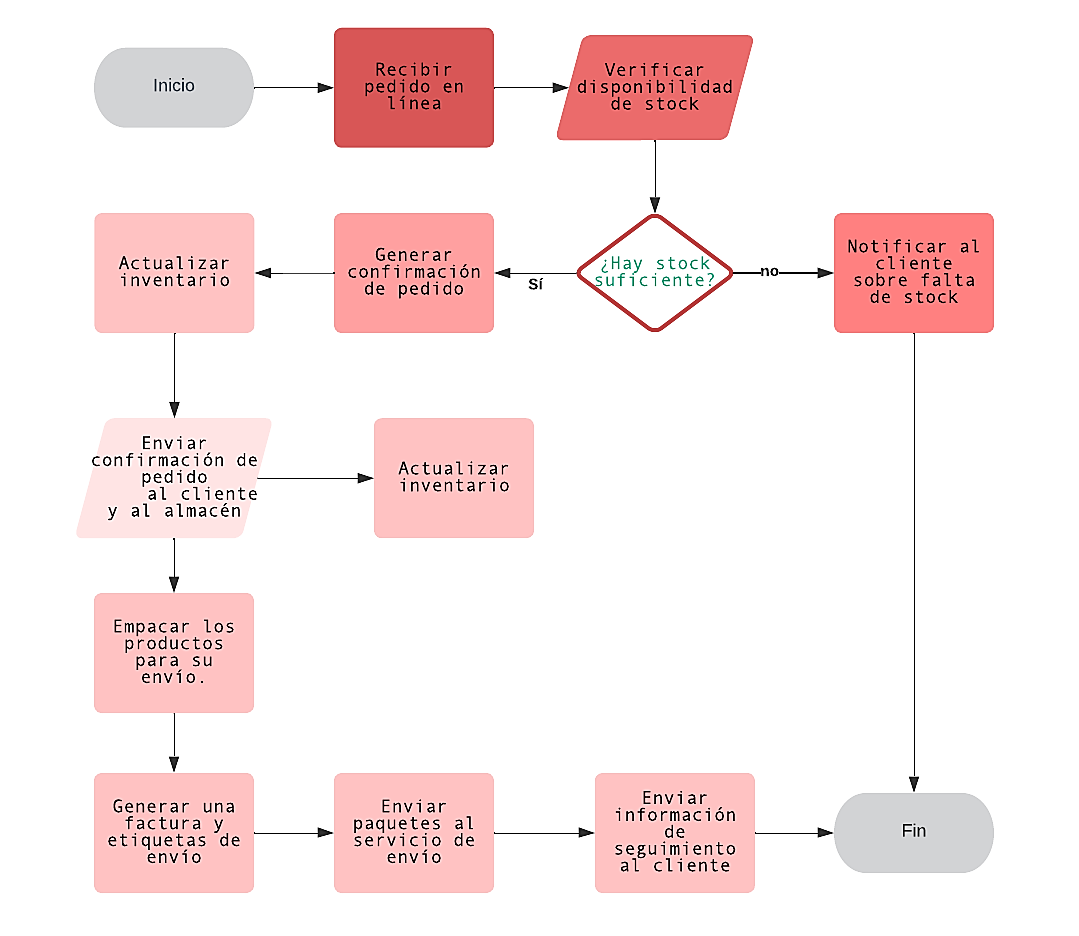 Inicio
Recibir
pedido en
línea
Verificar
disponibilidad
de stock
Actualizar
inventario
Generar
confirmación
de pedido
Sí
¿Hay stock
suficiente?
no
Notificar al
cliente
sobre falta
de stock
Enviar
confirmación de
pedido
al cliente
y al almacén
Actualizar
inventario
Empacar los
productos
para su
envío.
Generar una
factura y
etiquetas de
envío
Enviar
paquetes al
servicio de
envío
Enviar
información
de
seguimiento
al cliente
Fin